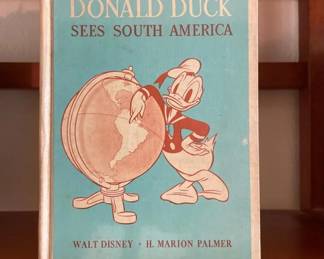 DONALD DUCK
SEES SOUTH AMERICA
WALT DISNEY · H. MARION PALMER